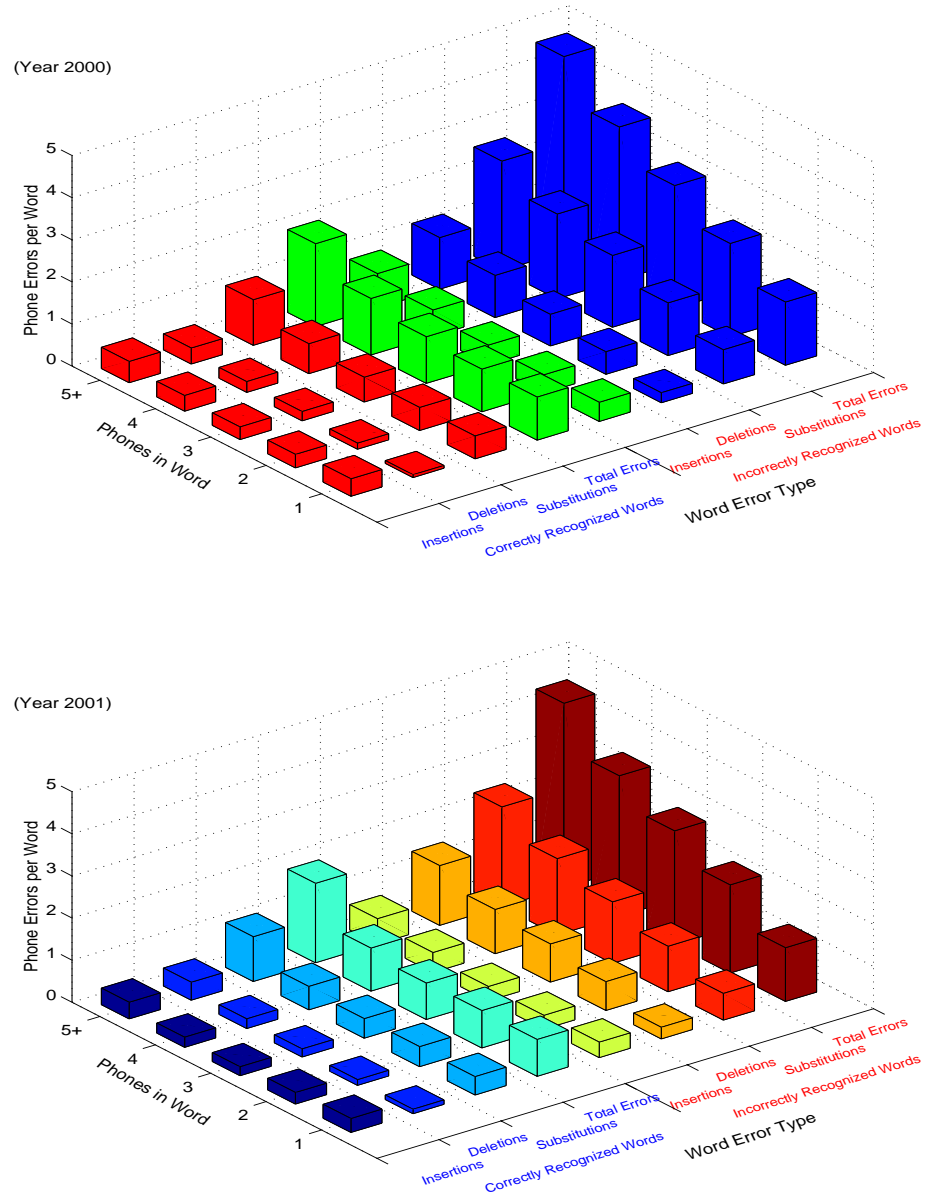 (Year 2000)
Phone Errors per Word
5
4
3
2
1
0
5+
4
3
2
1
Phones in Word
Insertions
Deletions
Substitutions
Total Errors
Correctly Recognized Words
Insertions
Deletions
Substitutions
Total Errors
Incorrectly Recognized Words
Word Error Type
(Year 2001)
Phone Errors per Word
5
4
3
2
1
0
5+
4
3
2
1
Phones in Word
Insertions
Deletions
Substitutions
Total Errors
Correctly Recognized Words
Insertions
Deletions
Substitutions
Total Errors
Incorrectly Recognized Words
Word Error Type